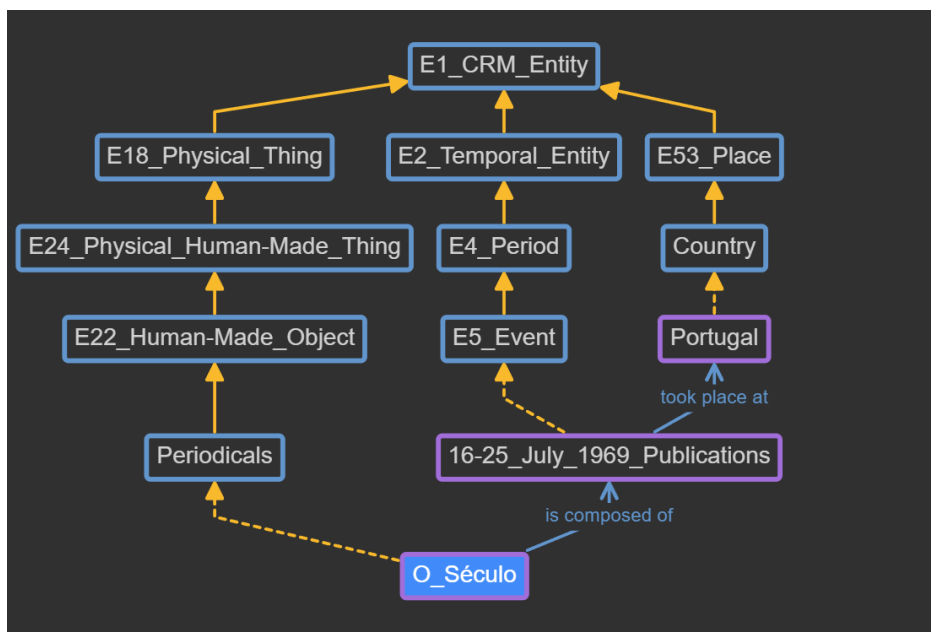 E1_CRM_Entity
E18_Physical_Thing
E2_Temporal_Entity
E53_Place
E24_Physical_Human-Made_Thing
E4_Period
Country
E22_Human-Made_Object
E5_Event
Portugal
took place at
Periodicals
16-25_July_1969_Publications
is composed of
O_Século